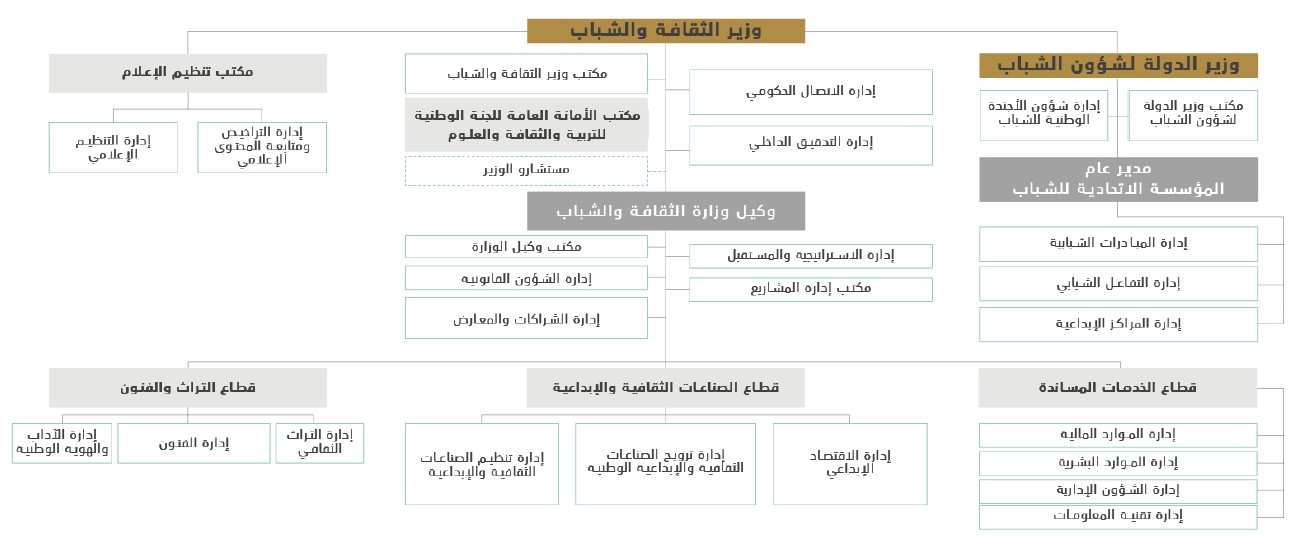 وزير الثقافة والشباب
وزير الدولة لشؤون الشباب
مكتب وزير الدولة
لشؤون الشباب
إدارة شؤون الأجندة
الوطنية للشباب
مدير عام
المؤسسة الاتحادية للشباب
إدارة المبادرات الشبابية
إدارة التفاعل الشبابي
إدارة المراكز الإبداعية
إدارة الاتصال الحكومي
إدارة التدقيق الداخلي
مكتب وزير الثقافة والشباب
مكتب الأمانة العامة للجنة الوطنية
للتربية والثقافة والعلوم
مستشارو الوزير
مكتب تنظيم الإعلام
إدارة التراخيص
ومتابعة المحتوى
الإعلامي
إدارة التنظيم
الإعلامي
وكيل وزارة الثقافة والشباب
إدارة الاستراتيجية والمستقبل
مكتب إدارة المشاريع
مكتب وكيل الوزارة
إدارة الشؤون القانونية
إدارة الشراكات والمعارض
قطاع الخدمات المساندة
إدارة الموارد المالية
إدارة الموارد البشرية
إدارة الشؤون الإدارية
إدارة تقنية المعلومات
قطاع الصناعات الثقافية والإبداعية
إدارة الاقتصاد
الإبداعي
إدارة ترويج الصناعات
الثقافية والإبداعية الوطنية
إدارة تنظيم الصناعات
الثقافية والإبداعية
قطاع التراث والفنون
إدارة التراث
الثقافي
إدارة الفنون
إدارة الآداب
والهوية الوطنية